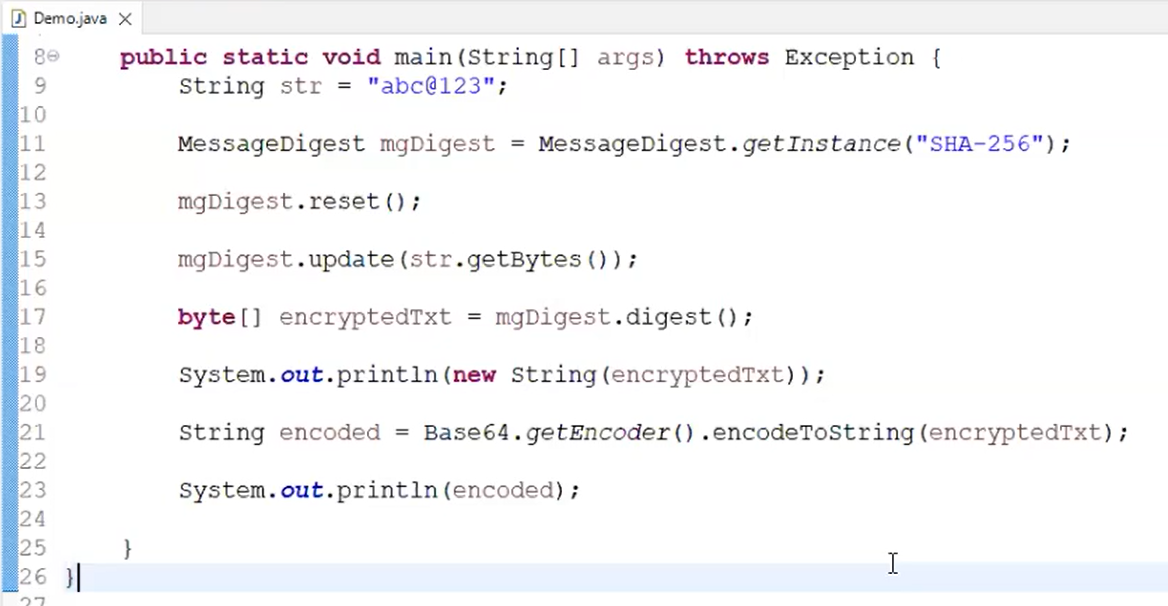 Demo.java
8 public static void main(String[] args) throws Exception {
9 String str = "abc@123";
10
11 MessageDigest mgDigest = MessageDigest.getInstance("SHA-256");
12
13 mgDigest.reset();
14
15 mgDigest.update(str.getBytes());
16
17 byte[] encryptedTxt = mgDigest.digest();
18
19 System.out.println(new String(encryptedTxt));
20
21 String encoded = Base64.getEncoder().encodeToString(encryptedTxt);
22
23 System.out.println(encoded);
24
25 }
26 }
27